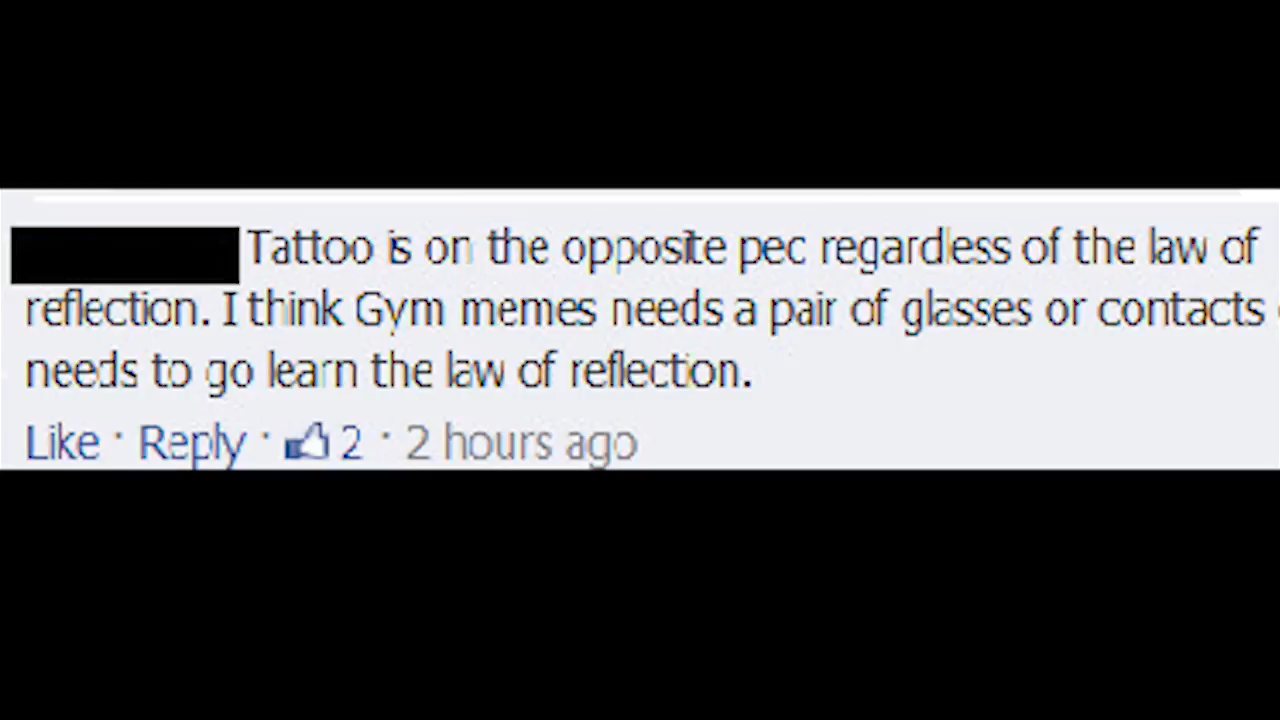 Tattoo is on the opposite pec regardless of the law of
reflection. I think Gym memes needs a pair of glasses or contacts
needs to go learn the law of reflection.
Like · Reply · 2 · 2 hours ago